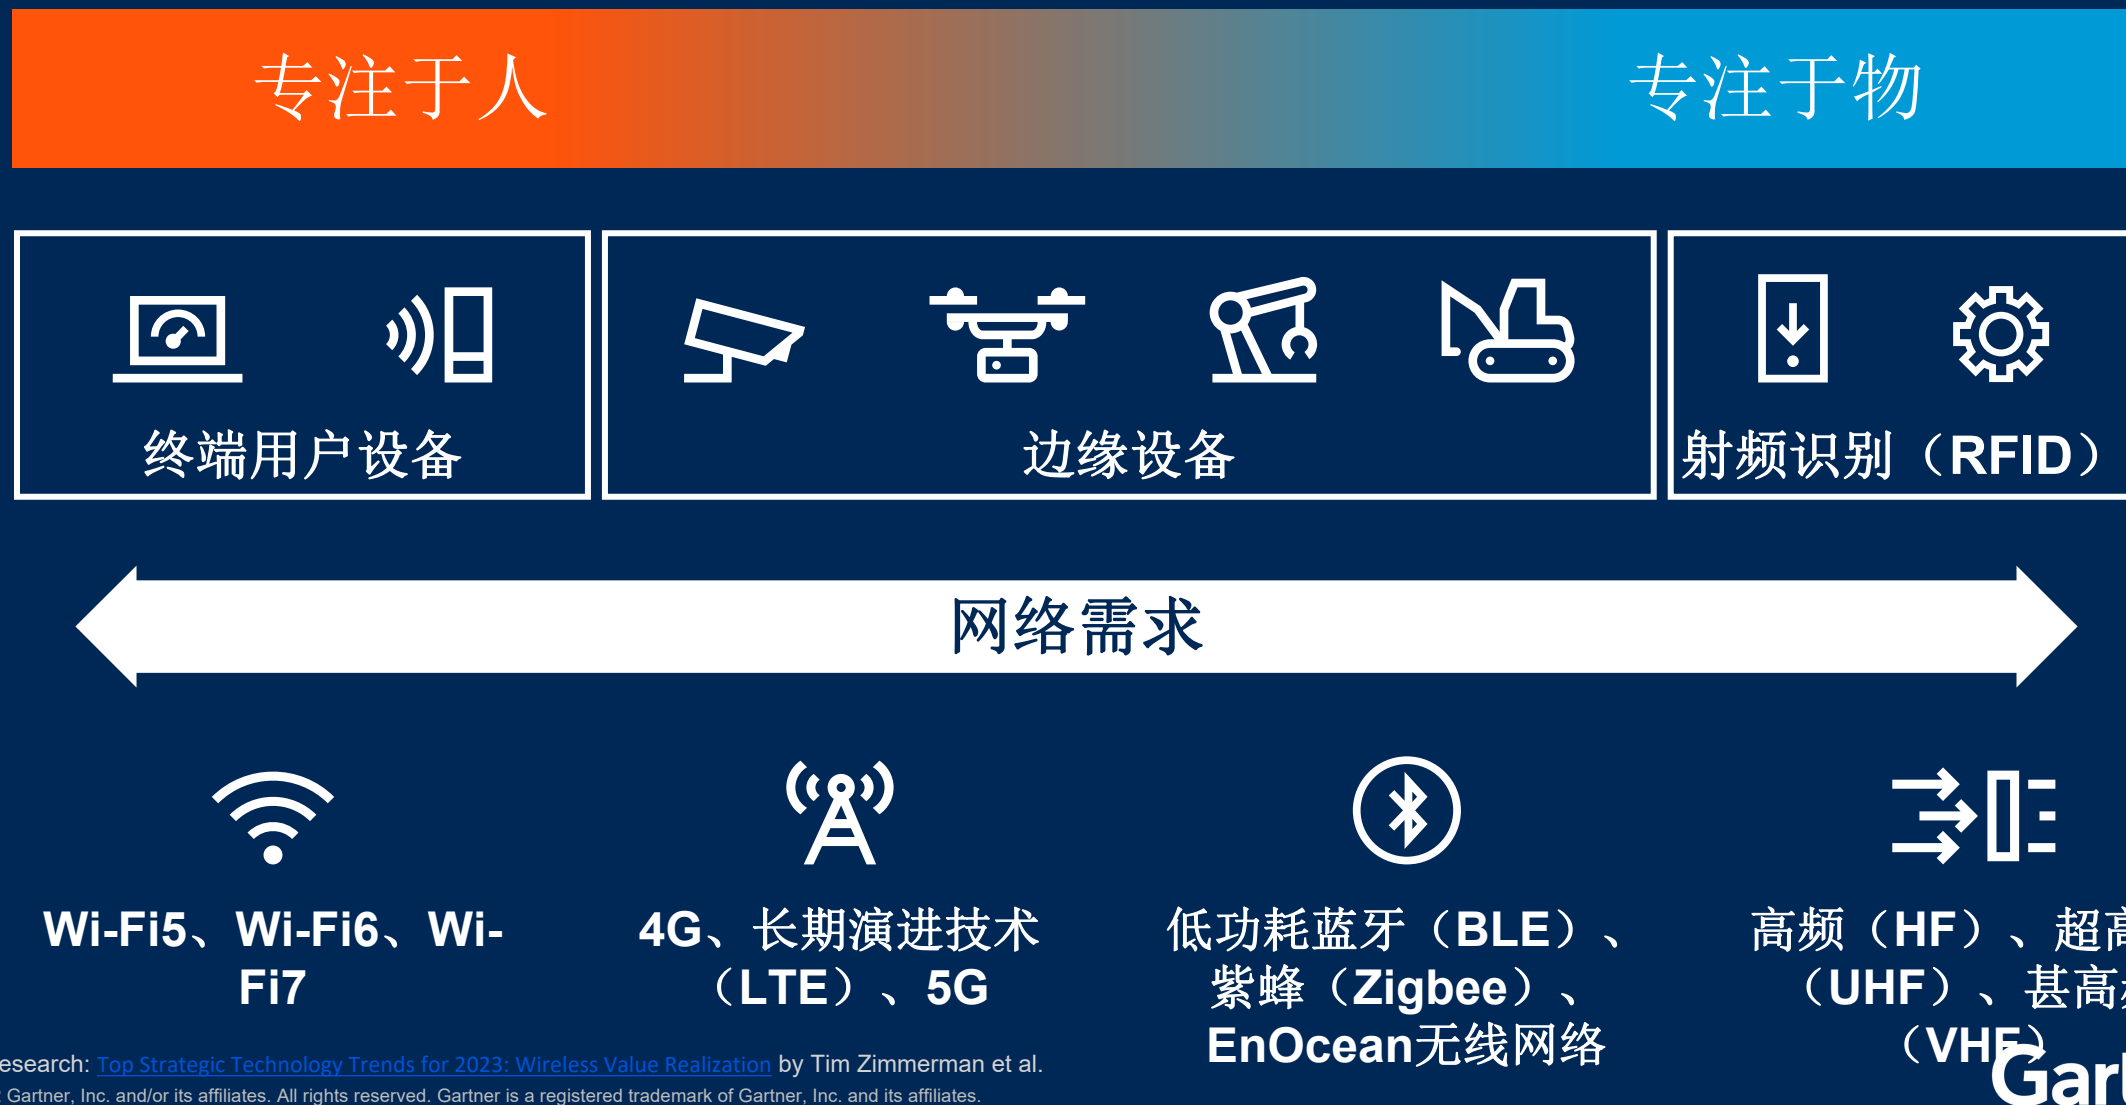 专注于人
专注于物
终端用户设备
边缘设备
射频识别（RFID）
网络需求
Wi-Fi5、Wi-Fi6、Wi-
Fi7
4G、长期演进技术
（LTE）、5G
低功耗蓝牙（BLE）、
紫蜂（Zigbee）、
EnOcean无线网络
高频（HF）、超高
（UHF）、甚高频
（VHF）
esearch: Top Strategic Technology Trends for 2023: Wireless Value Realization by Tim Zimmerman et al.
Gartner, Inc. and/or its affiliates. All rights reserved. Gartner is a registered trademark of Gartner, Inc. and its affiliates.
Gart